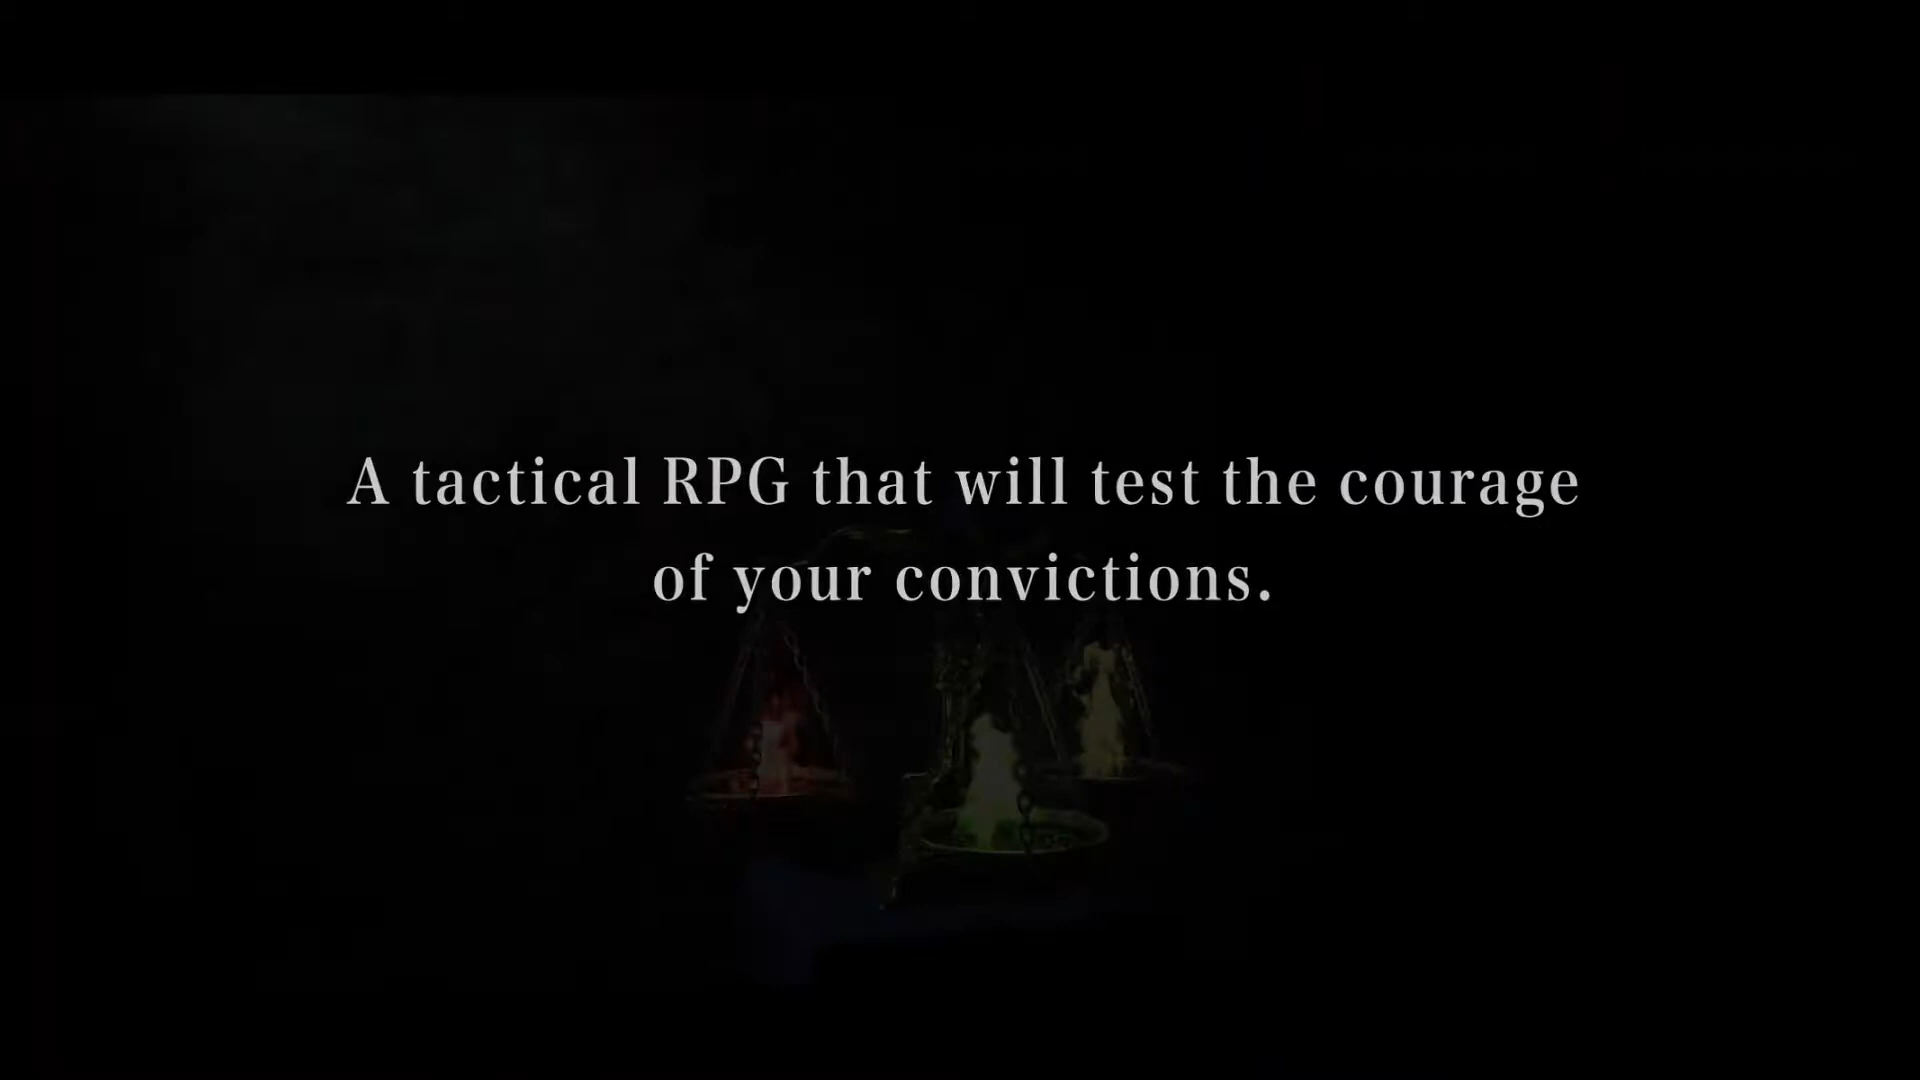 A tactical RPG that will test the courage
of your convictions.